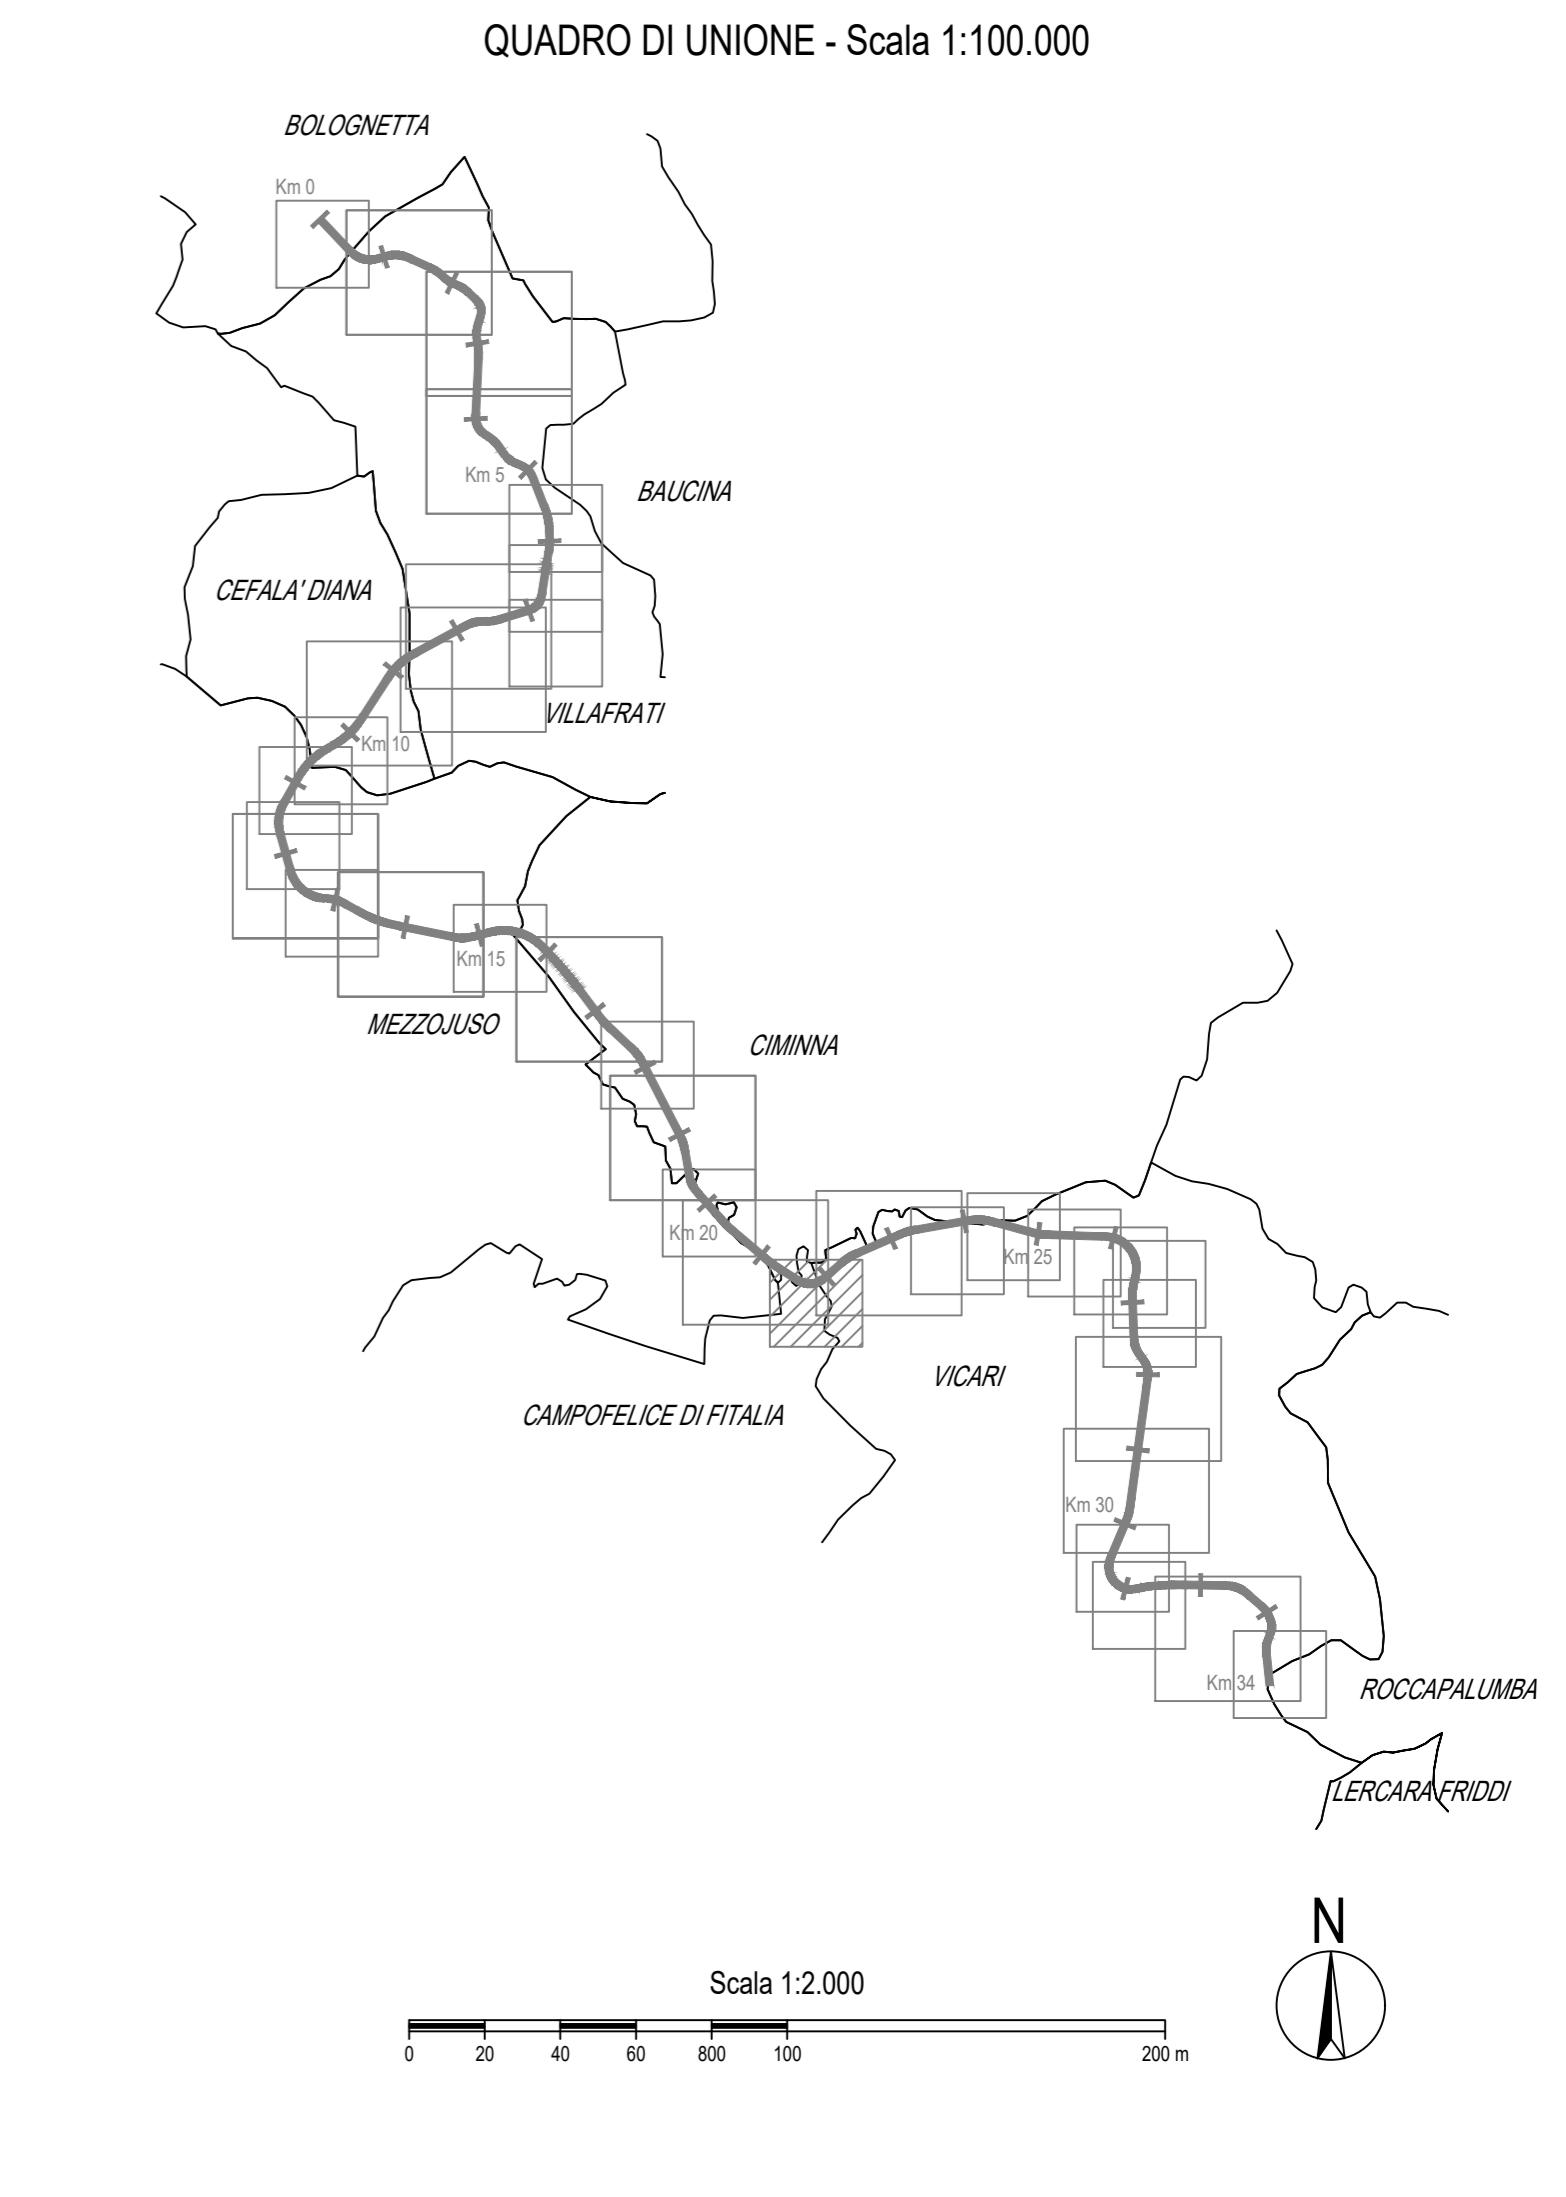 QUADRO DI UNIONE - Scala 1:100.000
BOLOGNETTA
Km 0
Km 5
BAUCINA
CEFALA' DIANA
VILLAFRATI
Km 10
Km 15
MEZZOJUSO
CIMINNA
Km 20
Km 25
VICARI
CAMPOFELICE DI FITALIA
Km 30
Km 34
ROCCAPALUMBA
LERCARA FRIDDI
N
Scala 1:2.000
0 20 40 60 800 100 200 m